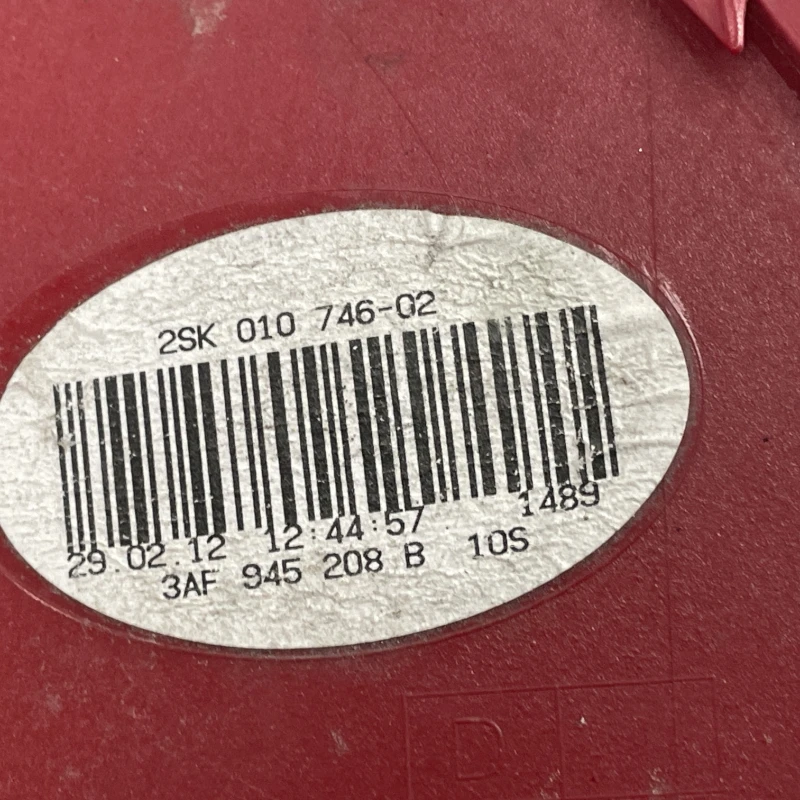 2SK 010 746-02
1489
29.02.12 12:44:57
3AF 945 208 B 10S
D